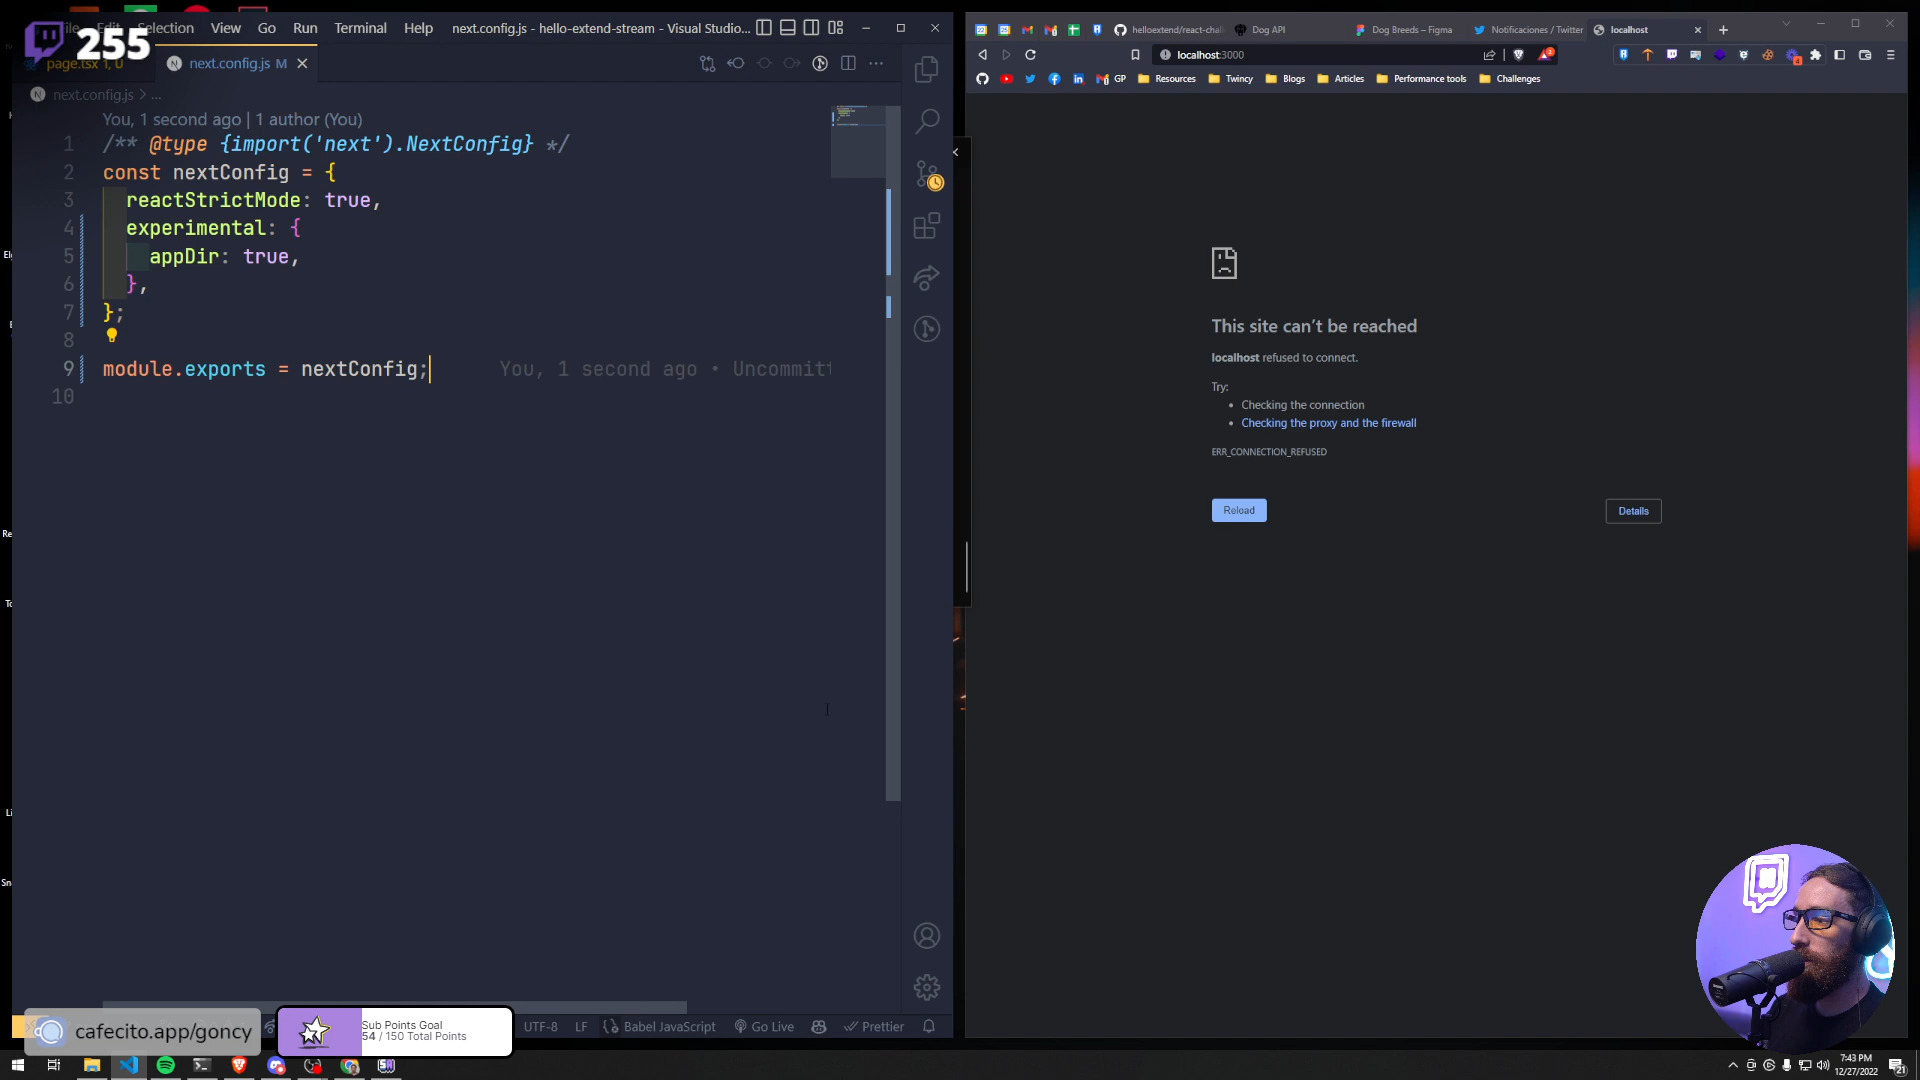 255
Selection View Go Run Terminal Help next.config.js - hello-extend-stream - Visual Studio...
page.tsx 1, U
next.config.js M
next.config.js > ...
You, 1 second ago | 1 author (You)
1 /** @type {import('next').NextConfig} */
2 const nextConfig = {
3 reactStrictMode: true,
4 experimental: {
5 appDir: true,
6 },
7 };
8
9 module.exports = nextConfig; You, 1 second ago • Uncommitt
10
UTF-8 LF Babel JavaScript Go Live Prettier
cafecito.app/goncy
Sub Points Goal
54 / 150 Total Points
helloextend/react-chall
Dog API
Dog Breeds – Figma
Notificaciones / Twitter
localhost
localhost:3000
GP Resources Twincy Blogs Articles Performance tools Challenges
This site can't be reached
localhost refused to connect.
Try:
• Checking the connection
• Checking the proxy and the firewall
ERR_CONNECTION_REFUSED
Reload
Details
7:43 PM
12/27/2022
21